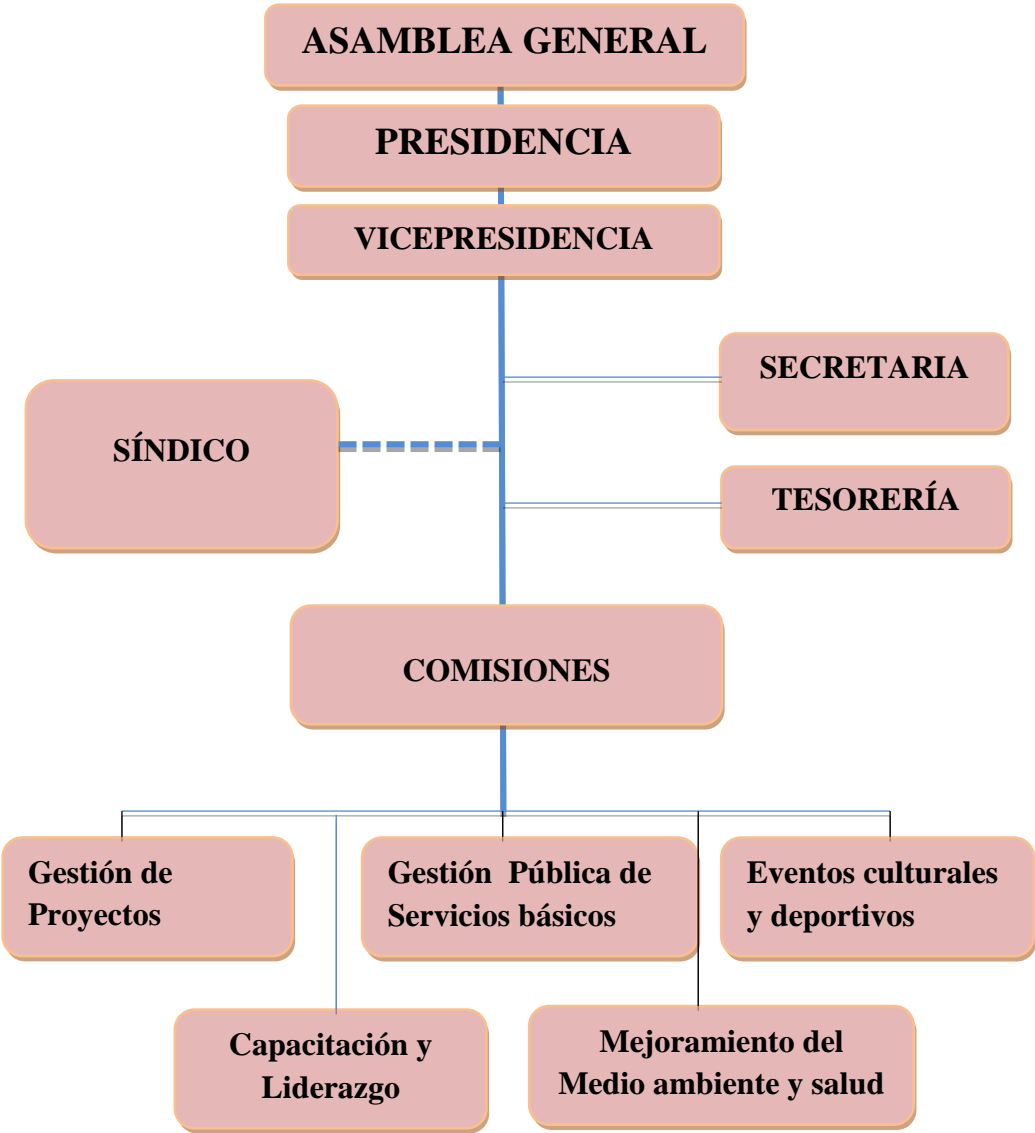 ASAMBLEA GENERAL
PRESIDENCIA
VICEPRESIDENCIA
SECRETARIA
SÍNDICO
TESORERÍA
COMISIONES
Gestión de
Proyectos
Gestión  Pública de
Servicios básicos
Eventos culturales
y deportivos
Capacitación y
Liderazgo
Mejoramiento del
Medio ambiente y salud